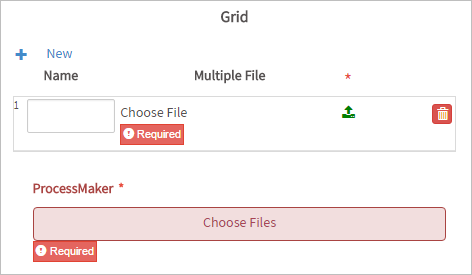 Grid
New
Name Multiple File *
1 Choose File
Required
ProcessMaker *
Choose Files
Required